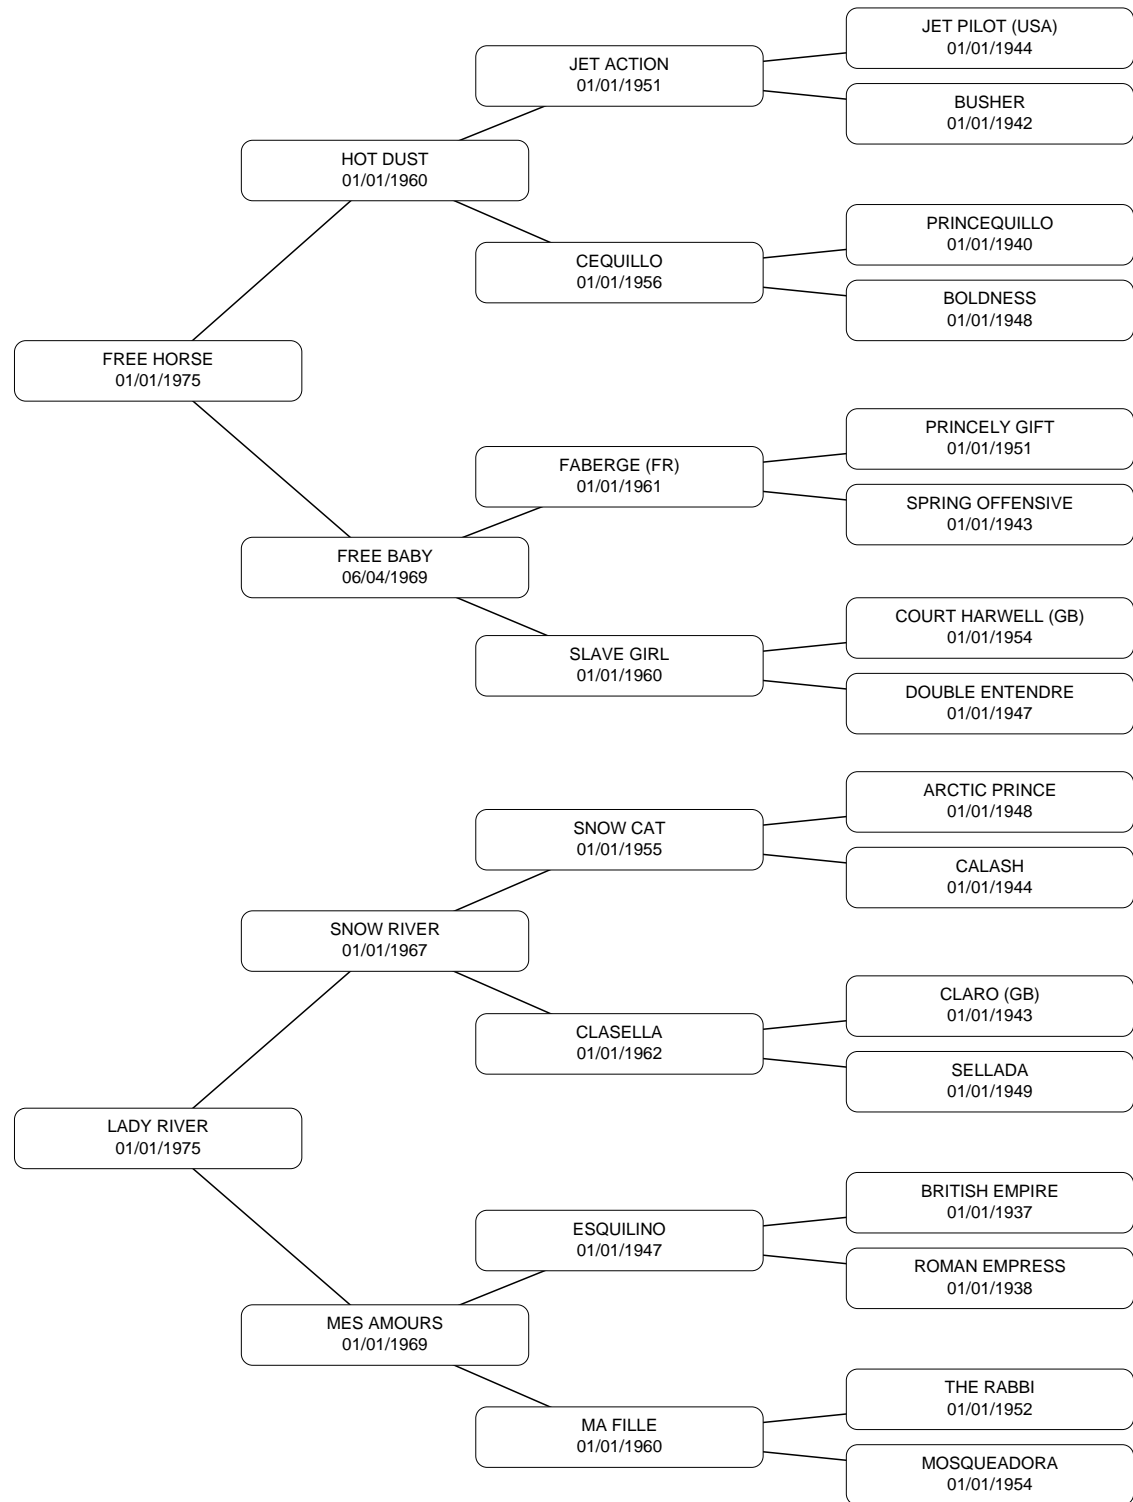 JET PILOT (USA)
01/01/1944
JET ACTION
01/01/1951
BUSHER
01/01/1942
HOT DUST
01/01/1960
PRINCEQUILLO
01/01/1940
CEQUILLO
01/01/1956
BOLDNESS
01/01/1948
FREE HORSE
01/01/1975
PRINCELY GIFT
01/01/1951
FABERGE (FR)
01/01/1961
SPRING OFFENSIVE
01/01/1943
FREE BABY
06/04/1969
COURT HARWELL (GB)
01/01/1954
SLAVE GIRL
01/01/1960
DOUBLE ENTENDRE
01/01/1947
ARCTIC PRINCE
01/01/1948
SNOW CAT
01/01/1955
CALASH
01/01/1944
SNOW RIVER
01/01/1967
CLARO (GB)
01/01/1943
CLASELLA
01/01/1962
SELLADA
01/01/1949
LADY RIVER
01/01/1975
BRITISH EMPIRE
01/01/1937
ESQUILINO
01/01/1947
ROMAN EMPRESS
01/01/1938
MES AMOURS
01/01/1969
THE RABBI
01/01/1952
MA FILLE
01/01/1960
MOSQUEADORA
01/01/1954